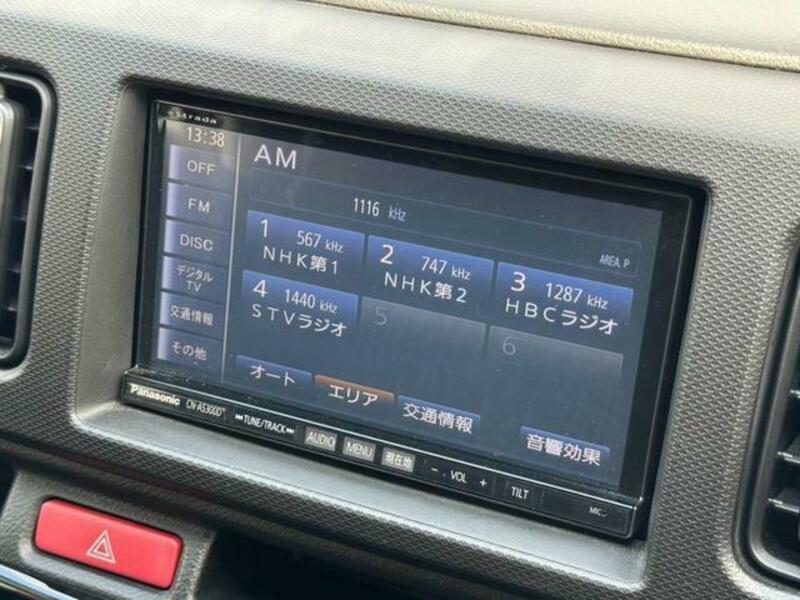 Strada
13:38
AM
OFF
1116 kHz
FM
AREA. P
1 567 kHz
NHK第1
2 747 kHz
NHK第2
3 1287 kHz
HBCラジオ
DISC
デジタル
TV
4 1440 kHz
STVラジオ
5
6
交通情報
その他
オート
エリア
交通情報
音響効果
Panasonic
CN-AS300D
TUNE/TRACK
AUDIO
MENU
現在地
- VOL +
TILT
MIC